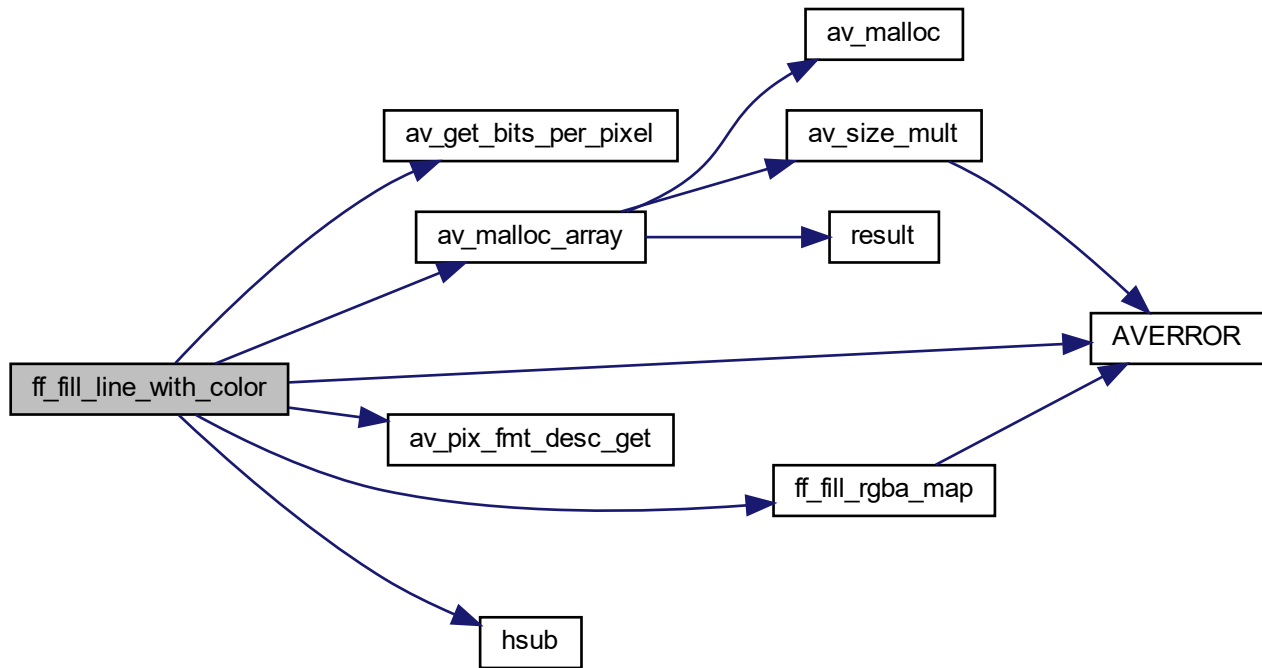 av_malloc
av_get_bits_per_pixel
av_size_mult
av_malloc_array
result
AVERROR
ff_fill_line_with_color
av_pix_fmt_desc_get
ff_fill_rgba_map
hsub